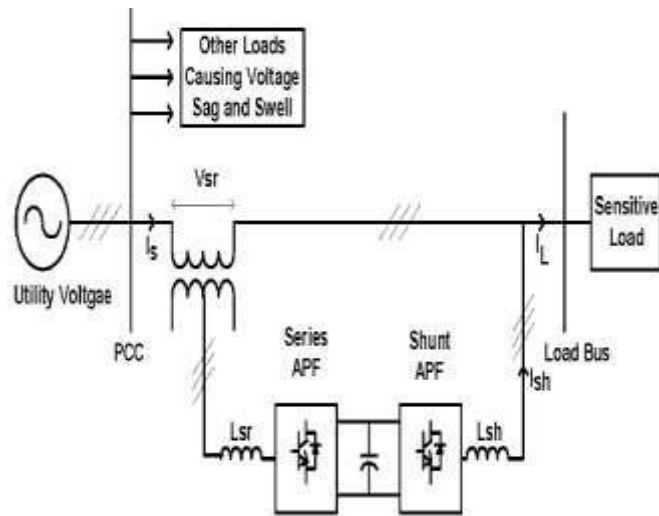 Other Loads
Causing Voltage
Sag and Swell
Vsr
Is
IL
Sensitive
Load
Utility Voltgae
PCC
Series
APF
Shunt
APF
Ish
Load Bus
Lsr
Lsh